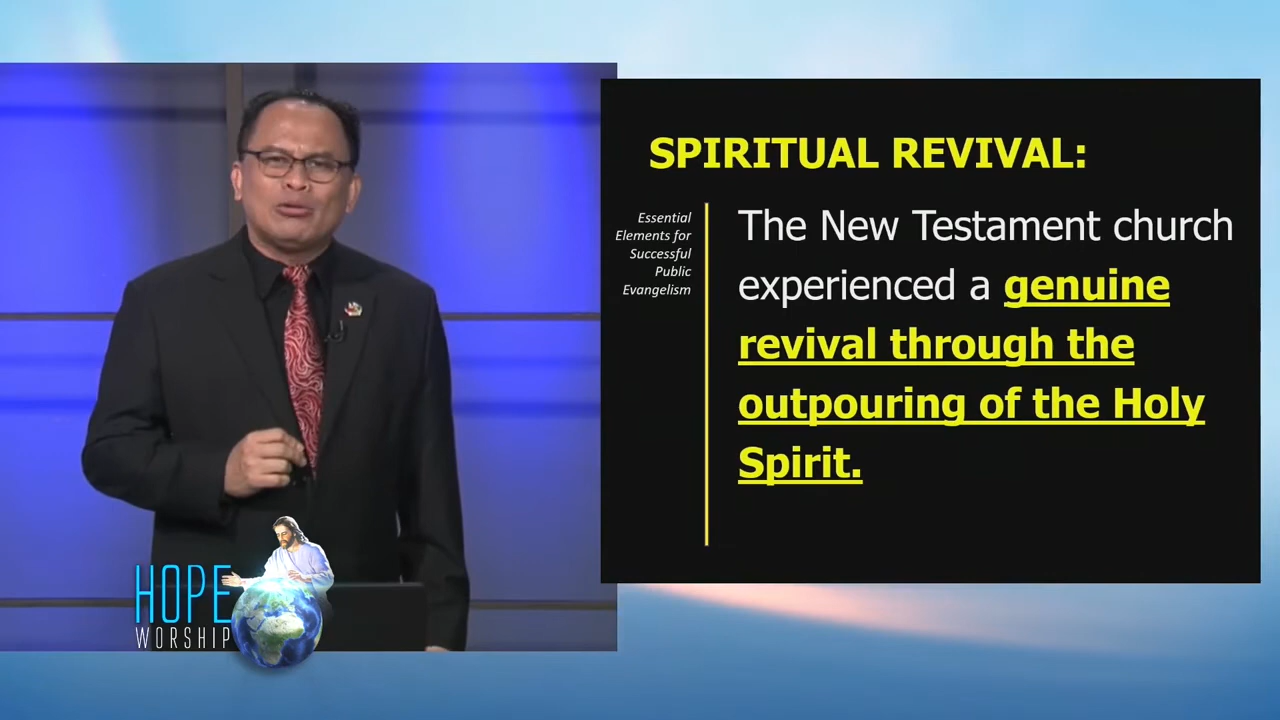 SPIRITUAL REVIVAL:
Essential
Elements for
Successful
Public
Evangelism
The New Testament church
experienced a genuine
revival through the
outpouring of the Holy
Spirit.
HOPE
WORSHIP